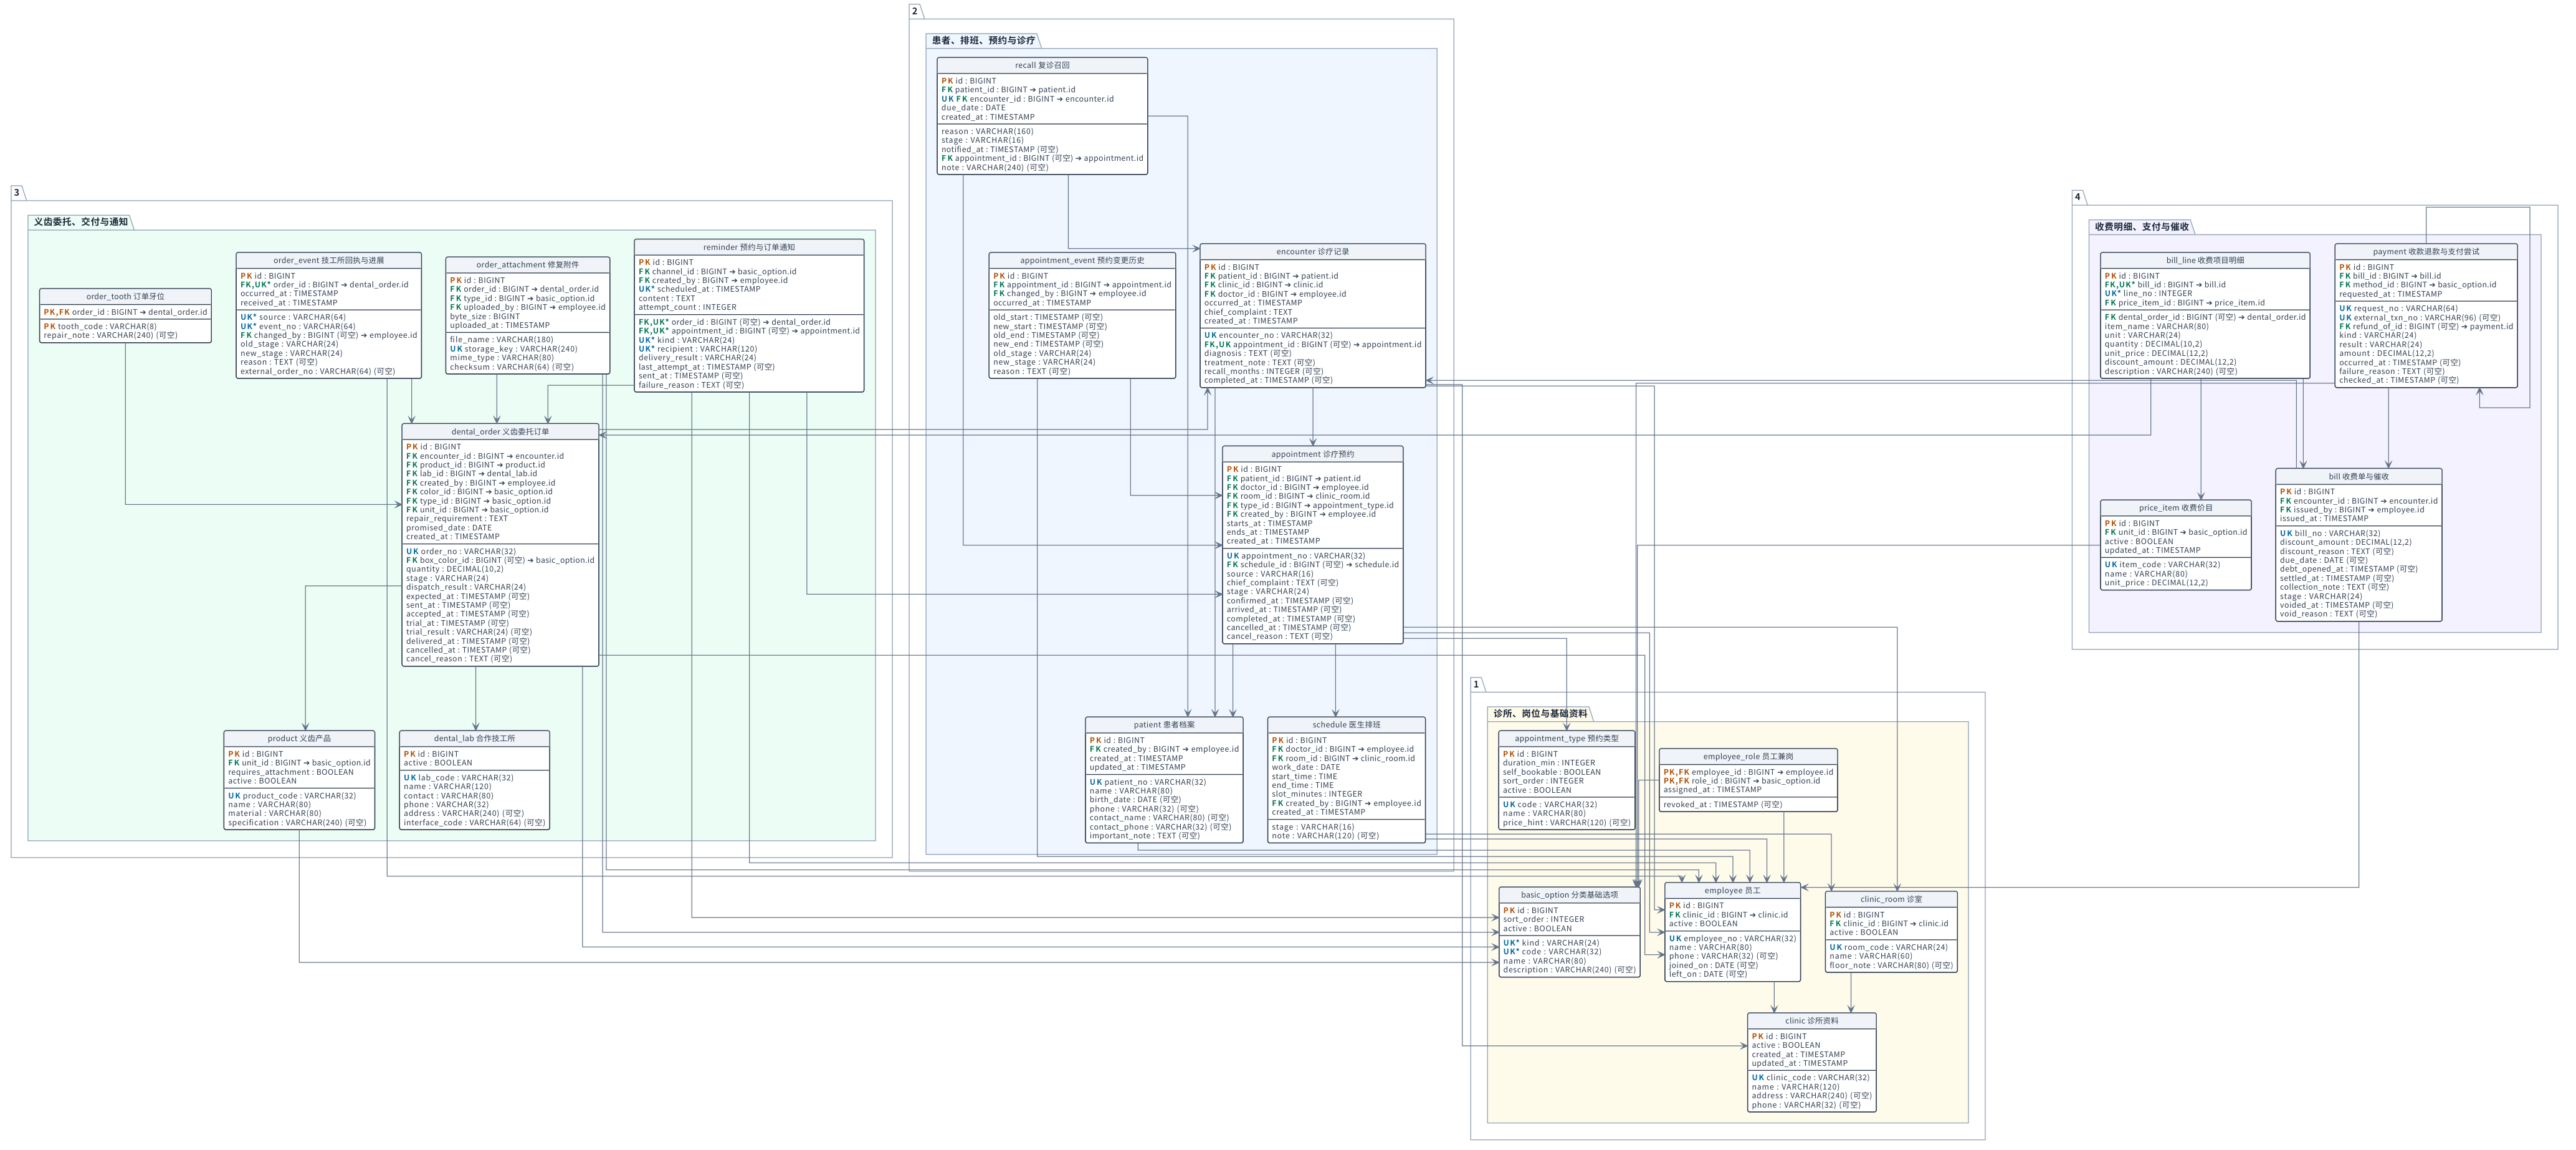 3
义齿委托、交付与通知
order_tooth 订单牙位
PK,FK order_id : BIGINT ➔ dental_order.id
PK tooth_code : VARCHAR(8)
repair_note : VARCHAR(240) (可空)
order_event 技工所回执与进展
PK id : BIGINT
FK,UK* order_id : BIGINT ➔ dental_order.id
occurred_at : TIMESTAMP
received_at : TIMESTAMP
UK* source : VARCHAR(64)
UK* event_no : VARCHAR(64)
FK changed_by : BIGINT (可空) ➔ employee.id
old_stage : VARCHAR(24)
new_stage : VARCHAR(24)
reason : TEXT (可空)
external_order_no : VARCHAR(64) (可空)
order_attachment 修复附件
PK id : BIGINT
FK order_id : BIGINT ➔ dental_order.id
FK type_id : BIGINT ➔ basic_option.id
FK uploaded_by : BIGINT ➔ employee.id
byte_size : BIGINT
uploaded_at : TIMESTAMP
file_name : VARCHAR(180)
UK storage_key : VARCHAR(240)
mime_type : VARCHAR(80)
checksum : VARCHAR(64) (可空)
reminder 预约与订单通知
PK id : BIGINT
FK channel_id : BIGINT ➔ basic_option.id
FK created_by : BIGINT ➔ employee.id
UK* scheduled_at : TIMESTAMP
content : TEXT
attempt_count : INTEGER
FK,UK* order_id : BIGINT (可空) ➔ dental_order.id
FK,UK* appointment_id : BIGINT (可空) ➔ appointment.id
UK* kind : VARCHAR(24)
UK* recipient : VARCHAR(120)
delivery_result : VARCHAR(24)
last_attempt_at : TIMESTAMP (可空)
sent_at : TIMESTAMP (可空)
failure_reason : TEXT (可空)
dental_order 义齿委托订单
PK id : BIGINT
FK encounter_id : BIGINT ➔ encounter.id
FK product_id : BIGINT ➔ product.id
FK lab_id : BIGINT ➔ dental_lab.id
FK created_by : BIGINT ➔ employee.id
FK color_id : BIGINT ➔ basic_option.id
FK type_id : BIGINT ➔ basic_option.id
FK unit_id : BIGINT ➔ basic_option.id
repair_requirement : TEXT
promised_date : DATE
created_at : TIMESTAMP
UK order_no : VARCHAR(32)
FK box_color_id : BIGINT (可空) ➔ basic_option.id
quantity : DECIMAL(10,2)
stage : VARCHAR(24)
dispatch_result : VARCHAR(24)
expected_at : TIMESTAMP (可空)
sent_at : TIMESTAMP (可空)
accepted_at : TIMESTAMP (可空)
trial_at : TIMESTAMP (可空)
trial_result : VARCHAR(24) (可空)
delivered_at : TIMESTAMP (可空)
cancelled_at : TIMESTAMP (可空)
cancel_reason : TEXT (可空)
product 义齿产品
PK id : BIGINT
FK unit_id : BIGINT ➔ basic_option.id
requires_attachment : BOOLEAN
active : BOOLEAN
UK product_code : VARCHAR(32)
name : VARCHAR(80)
material : VARCHAR(80)
specification : VARCHAR(240) (可空)
dental_lab 合作技工所
PK id : BIGINT
active : BOOLEAN
UK lab_code : VARCHAR(32)
name : VARCHAR(120)
contact : VARCHAR(80)
phone : VARCHAR(32)
address : VARCHAR(240) (可空)
interface_code : VARCHAR(64) (可空)
2
患者、排班、预约与诊疗
recall 复诊召回
PK id : BIGINT
FK patient_id : BIGINT ➔ patient.id
UK FK encounter_id : BIGINT ➔ encounter.id
due_date : DATE
created_at : TIMESTAMP
reason : VARCHAR(160)
stage : VARCHAR(16)
notified_at : TIMESTAMP (可空)
FK appointment_id : BIGINT (可空) ➔ appointment.id
note : VARCHAR(240) (可空)
appointment_event 预约变更历史
PK id : BIGINT
FK appointment_id : BIGINT ➔ appointment.id
FK changed_by : BIGINT ➔ employee.id
occurred_at : TIMESTAMP
old_start : TIMESTAMP (可空)
new_start : TIMESTAMP (可空)
old_end : TIMESTAMP (可空)
new_end : TIMESTAMP (可空)
old_stage : VARCHAR(24)
new_stage : VARCHAR(24)
reason : TEXT (可空)
encounter 诊疗记录
PK id : BIGINT
FK patient_id : BIGINT ➔ patient.id
FK clinic_id : BIGINT ➔ clinic.id
FK doctor_id : BIGINT ➔ employee.id
occurred_at : TIMESTAMP
chief_complaint : TEXT
created_at : TIMESTAMP
UK encounter_no : VARCHAR(32)
FK,UK appointment_id : BIGINT (可空) ➔ appointment.id
diagnosis : TEXT (可空)
treatment_note : TEXT (可空)
recall_months : INTEGER (可空)
completed_at : TIMESTAMP (可空)
appointment 诊疗预约
PK id : BIGINT
FK patient_id : BIGINT ➔ patient.id
FK doctor_id : BIGINT ➔ employee.id
FK room_id : BIGINT ➔ clinic_room.id
FK type_id : BIGINT ➔ appointment_type.id
FK created_by : BIGINT ➔ employee.id
starts_at : TIMESTAMP
ends_at : TIMESTAMP
created_at : TIMESTAMP
UK appointment_no : VARCHAR(32)
FK schedule_id : BIGINT (可空) ➔ schedule.id
source : VARCHAR(16)
chief_complaint : TEXT (可空)
stage : VARCHAR(24)
confirmed_at : TIMESTAMP (可空)
arrived_at : TIMESTAMP (可空)
completed_at : TIMESTAMP (可空)
cancelled_at : TIMESTAMP (可空)
cancel_reason : TEXT (可空)
patient 患者档案
PK id : BIGINT
FK created_by : BIGINT ➔ employee.id
created_at : TIMESTAMP
updated_at : TIMESTAMP
UK patient_no : VARCHAR(32)
name : VARCHAR(80)
birth_date : DATE (可空)
phone : VARCHAR(32) (可空)
contact_name : VARCHAR(80) (可空)
contact_phone : VARCHAR(32) (可空)
important_note : TEXT (可空)
schedule 医生排班
PK id : BIGINT
FK doctor_id : BIGINT ➔ employee.id
FK room_id : BIGINT ➔ clinic_room.id
work_date : DATE
start_time : TIME
end_time : TIME
slot_minutes : INTEGER
FK created_by : BIGINT ➔ employee.id
created_at : TIMESTAMP
stage : VARCHAR(16)
note : VARCHAR(120) (可空)
1
诊所、岗位与基础资料
appointment_type 预约类型
PK id : BIGINT
duration_min : INTEGER
self_bookable : BOOLEAN
sort_order : INTEGER
active : BOOLEAN
UK code : VARCHAR(32)
name : VARCHAR(80)
price_hint : VARCHAR(120) (可空)
employee_role 员工兼岗
PK,FK employee_id : BIGINT ➔ employee.id
PK,FK role_id : BIGINT ➔ basic_option.id
assigned_at : TIMESTAMP
revoked_at : TIMESTAMP (可空)
basic_option 分类基础选项
PK id : BIGINT
sort_order : INTEGER
active : BOOLEAN
UK* kind : VARCHAR(24)
UK* code : VARCHAR(32)
name : VARCHAR(80)
description : VARCHAR(240) (可空)
employee 员工
PK id : BIGINT
FK clinic_id : BIGINT ➔ clinic.id
active : BOOLEAN
UK employee_no : VARCHAR(32)
name : VARCHAR(80)
phone : VARCHAR(32) (可空)
joined_on : DATE (可空)
left_on : DATE (可空)
clinic_room 诊室
PK id : BIGINT
FK clinic_id : BIGINT ➔ clinic.id
active : BOOLEAN
UK room_code : VARCHAR(24)
name : VARCHAR(60)
floor_note : VARCHAR(80) (可空)
clinic 诊所资料
PK id : BIGINT
active : BOOLEAN
created_at : TIMESTAMP
updated_at : TIMESTAMP
UK clinic_code : VARCHAR(32)
name : VARCHAR(120)
address : VARCHAR(240) (可空)
phone : VARCHAR(32) (可空)
4
收费明细、支付与催收
bill_line 收费项目明细
PK id : BIGINT
FK,UK* bill_id : BIGINT ➔ bill.id
UK* line_no : INTEGER
FK price_item_id : BIGINT ➔ price_item.id
FK dental_order_id : BIGINT (可空) ➔ dental_order.id
item_name : VARCHAR(80)
unit : VARCHAR(24)
quantity : DECIMAL(10,2)
unit_price : DECIMAL(12,2)
discount_amount : DECIMAL(12,2)
description : VARCHAR(240) (可空)
payment 收款退款与支付尝试
PK id : BIGINT
FK bill_id : BIGINT ➔ bill.id
FK method_id : BIGINT ➔ basic_option.id
requested_at : TIMESTAMP
UK request_no : VARCHAR(64)
UK external_txn_no : VARCHAR(96) (可空)
FK refund_of_id : BIGINT (可空) ➔ payment.id
kind : VARCHAR(24)
result : VARCHAR(24)
amount : DECIMAL(12,2)
occurred_at : TIMESTAMP (可空)
failure_reason : TEXT (可空)
checked_at : TIMESTAMP (可空)
price_item 收费价目
PK id : BIGINT
FK unit_id : BIGINT ➔ basic_option.id
active : BOOLEAN
updated_at : TIMESTAMP
UK item_code : VARCHAR(32)
name : VARCHAR(80)
unit_price : DECIMAL(12,2)
bill 收费单与催收
PK id : BIGINT
FK encounter_id : BIGINT ➔ encounter.id
FK issued_by : BIGINT ➔ employee.id
issued_at : TIMESTAMP
UK bill_no : VARCHAR(32)
discount_amount : DECIMAL(12,2)
discount_reason : TEXT (可空)
due_date : DATE (可空)
debt_opened_at : TIMESTAMP (可空)
settled_at : TIMESTAMP (可空)
collection_note : TEXT (可空)
stage : VARCHAR(24)
voided_at : TIMESTAMP (可空)
void_reason : TEXT (可空)